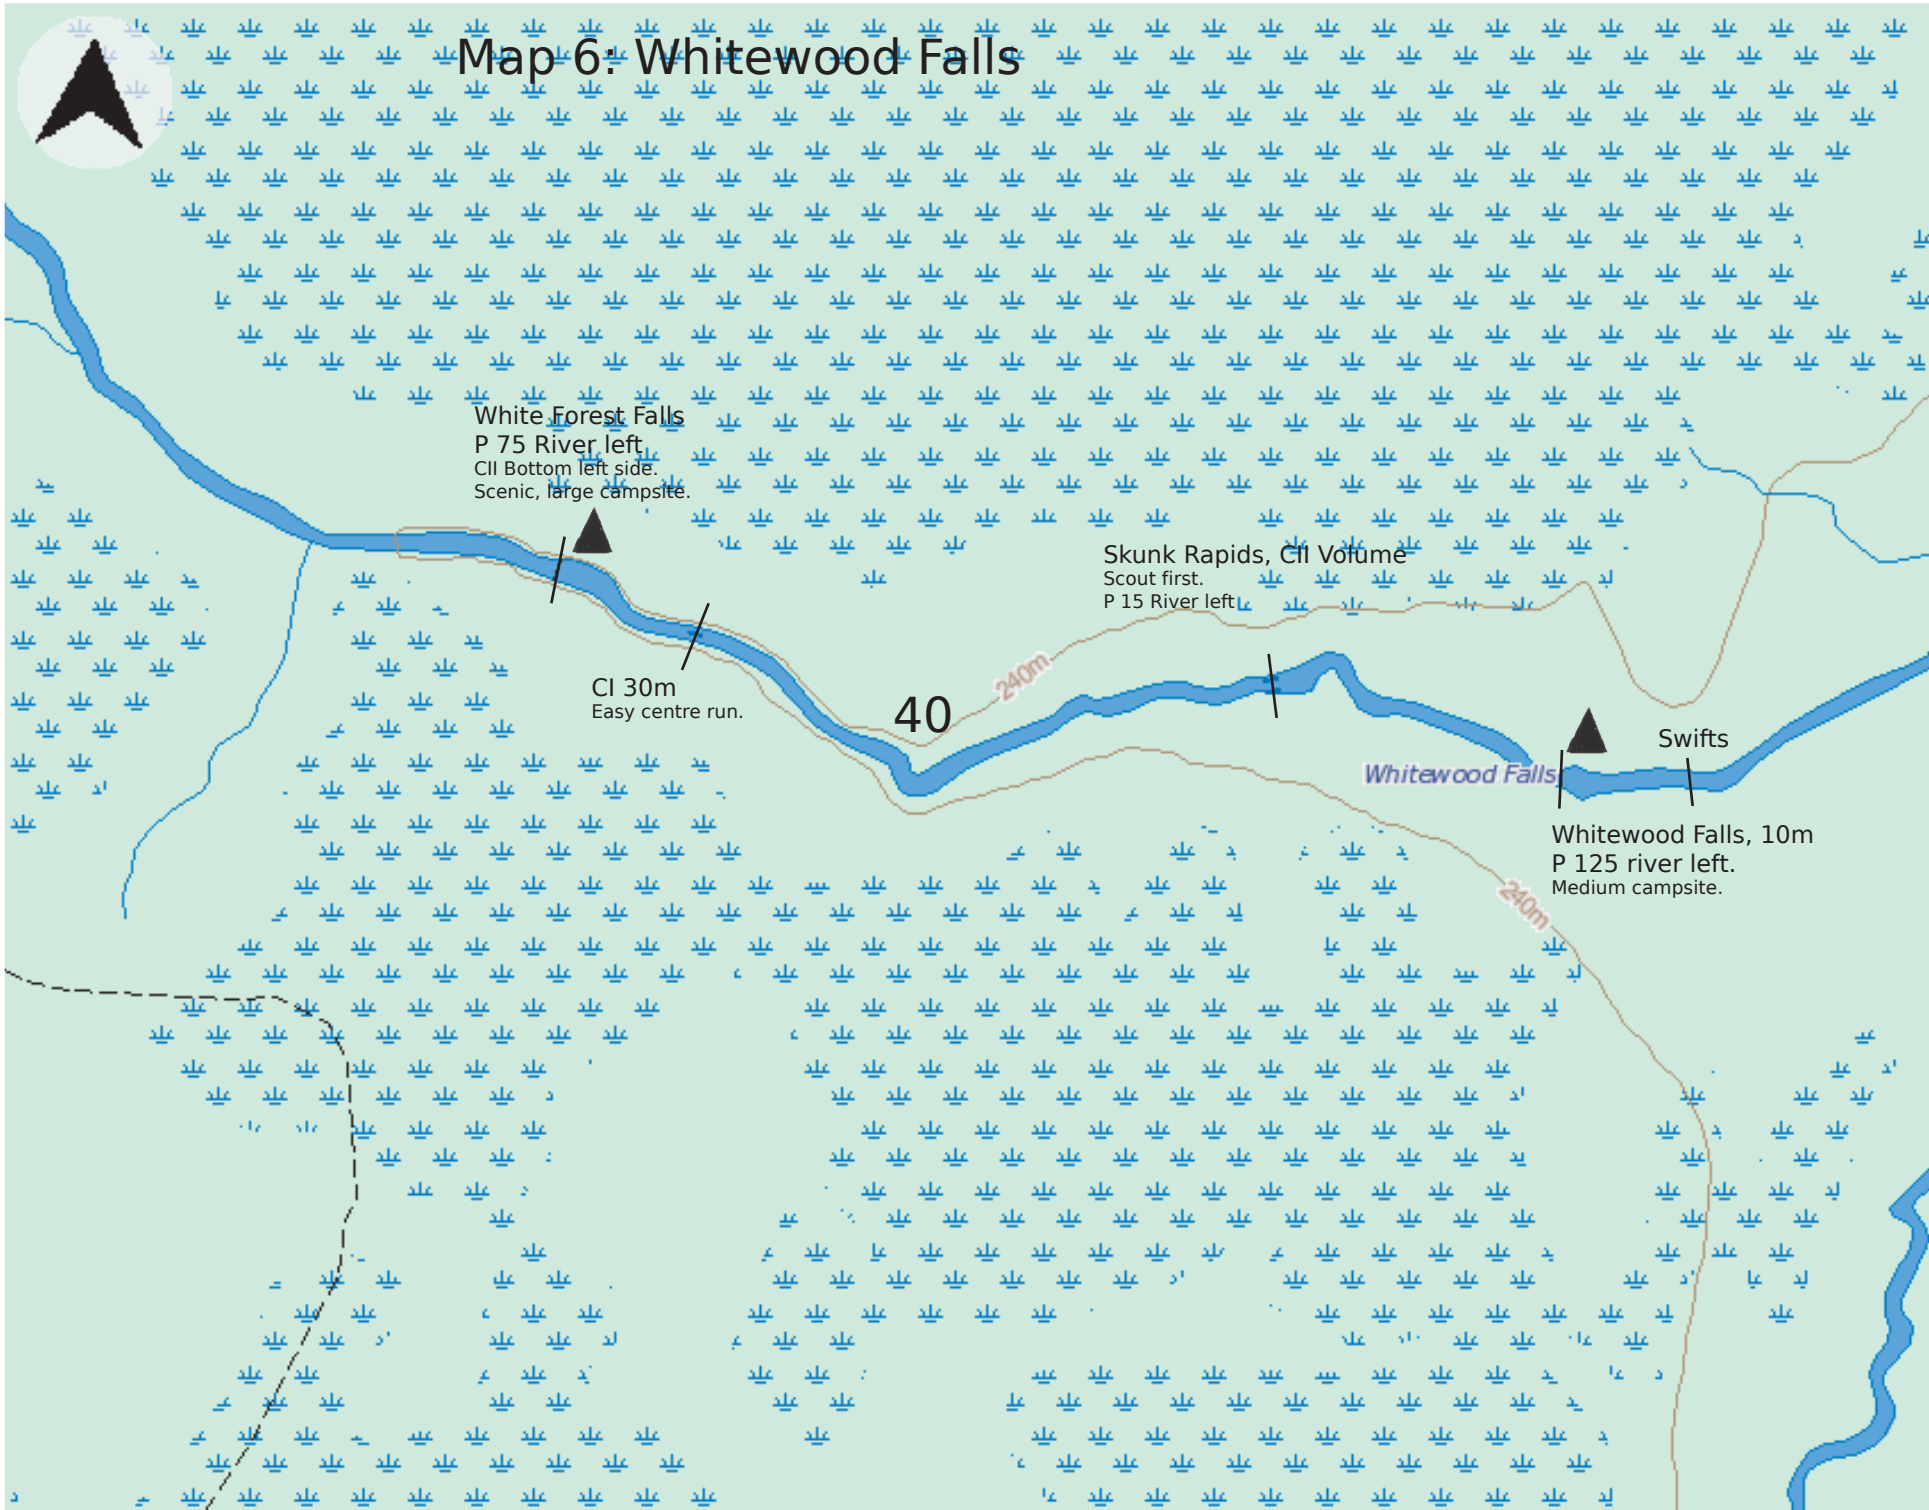 Map 6: Whitewood Falls
White Forest Falls
P 75 River left
CII Bottom left side.
Scenic, large campsite.
Skunk Rapids, CII Volume
Scout first.
P 15 River left
CI 30m
Easy centre run.
40
240m
Swifts
Whitewood Falls
Whitewood Falls, 10m
P 125 river left.
Medium campsite.
240m